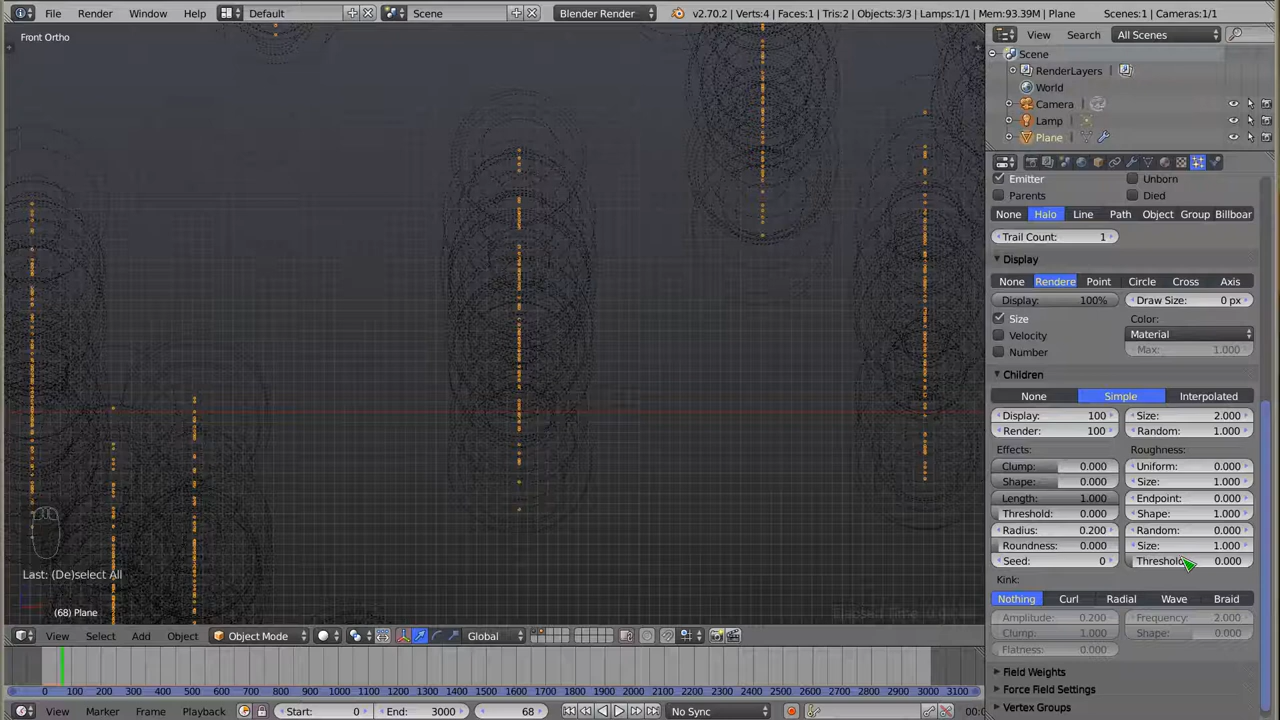 File Render Window Help Default Scene Blender Render v2.70.2 | Verts:4 | Faces:1 | Tris:2 | Objects:3/3 | Lamps:1/1 | Mem:93.39M | Plane Scenes:1 | Cameras:1/1
Front Ortho
View Search All Scenes
Scene
RenderLayers
World
Camera
Lamp
Plane
Emitter Unborn
Parents Died
None Halo Line Path Object Group Billboar
Trail Count: 1
Display
None Rendere Point Circle Cross Axis
Display: 100% Draw Size: 0 px
Size Color:
Velocity Material
Number Max: 1.000
Children
None Simple Interpolated
Display: 100 Size: 2.000
Render: 100 Random: 1.000
Effects: Roughness:
Clump: 0.000 Uniform: 0.000
Shape: 0.000 Size: 1.000
Length: 1.000 Endpoint: 0.000
Threshold: 0.000 Shape: 1.000
Radius: 0.200 Random: 0.000
Roundness: 0.000 Size: 1.000
Seed: 0 Threshold 0.000
Kink:
Nothing Curl Radial Wave Braid
Amplitude: 0.200 Frequency: 2.000
Clump: 1.000 Shape: 0.000
Flatness: 0.000
Field Weights
Force Field Settings
Vertex Groups
Last: (De)select All
(68) Plane
View Select Add Object Object Mode Global
0 100 200 300 400 500 600 700 800 900 1000 1100 1200 1300 1400 1500 1600 1700 1800 1900 2000 2100 2200 2300 2400 2500 2600 2700 2800 2900 3000 3100
View Marker Frame Playback Start: 0 End: 3000 68 No Sync 00:0